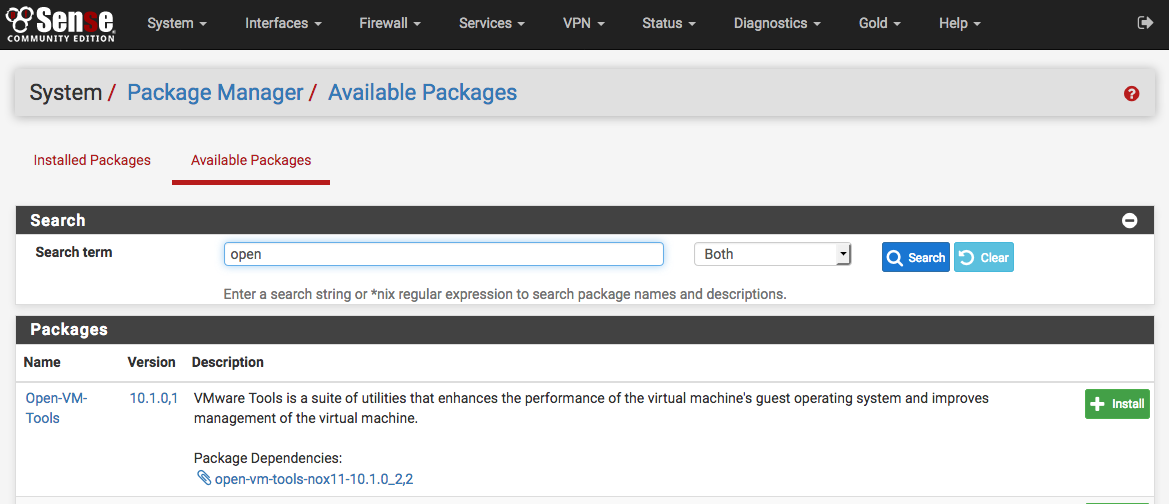 Sense
COMMUNITY EDITION
System Interfaces Firewall Services VPN Status Diagnostics Gold Help
System / Package Manager / Available Packages
Installed Packages Available Packages
Search
Search term open Both Search Clear
Enter a search string or *nix regular expression to search package names and descriptions.
Packages
Name Version Description
Open-VM- 10.1.0,1 VMware Tools is a suite of utilities that enhances the performance of the virtual machine's guest operating system and improves Install
Tools management of the virtual machine.
Package Dependencies:
open-vm-tools-nox11-10.1.0_2,2